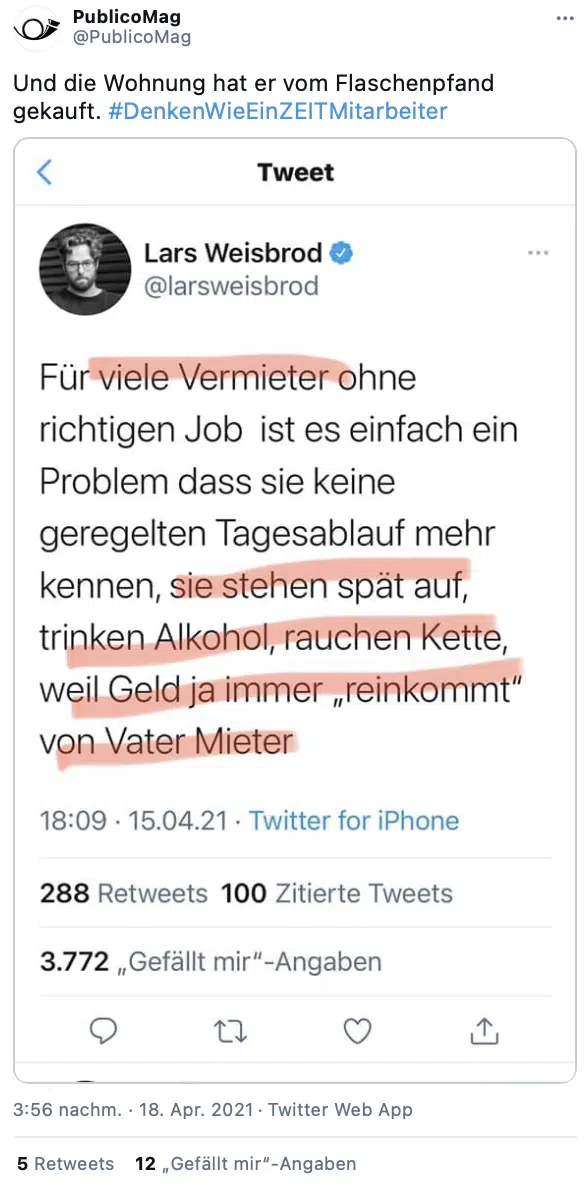 PublicoMag
@PublicoMag
Und die Wohnung hat er vom Flaschenpfand
gekauft. #DenkenWieEinZEITMitarbeiter
Tweet
Lars Weisbrod
@larsweisbrod
Für viele Vermieter ohne
richtigen Job ist es einfach ein
Problem dass sie keine
geregelten Tagesablauf mehr
kennen, sie stehen spät auf,
trinken Alkohol, rauchen Kette,
weil Geld ja immer „reinkommt“
von Vater Mieter
18:09 · 15.04.21 · Twitter for iPhone
288 Retweets 100 Zitierte Tweets
3.772 „Gefällt mir“-Angaben
3:56 nachm. · 18. Apr. 2021 · Twitter Web App
5 Retweets 12 „Gefällt mir“-Angaben